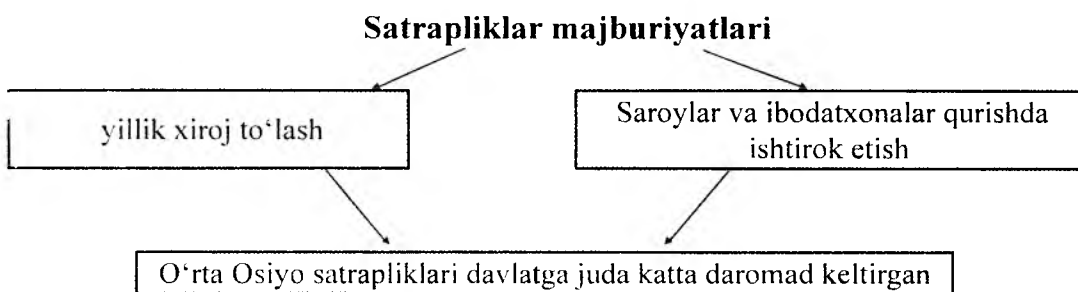 Satrapliklar majburiyatlari
yillik xiroj to‘lash
Saroylar va ibodatxonalar qurishda
ishtirok etish
O‘rta Osiyo satrapliklari davlatga juda katta daromad keltirgan